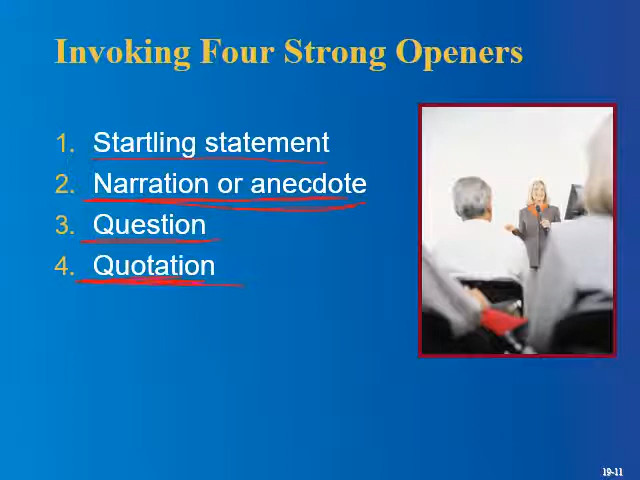 Invoking Four Strong Openers
1. Startling statement
2. Narration or anecdote
3. Question
4. Quotation
19-11